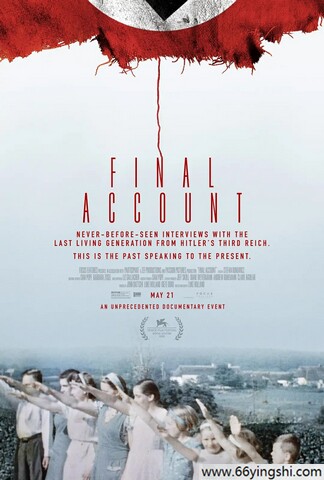 FINAL
ACCOUNT
NEVER-BEFORE-SEEN INTERVIEWS WITH THE
LAST LIVING GENERATION FROM HITLER'S THIRD REICH.
THIS IS THE PAST SPEAKING TO THE PRESENT.
MAY 21
AN UNPRECEDENTED DOCUMENTARY EVENT
www.66yingshi.com